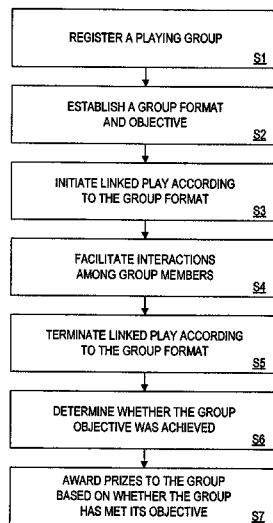 REGISTER A PLAYING GROUP
S1
ESTABLISH A GROUP FORMAT
AND OBJECTIVE
S2
INITIATE LINKED PLAY ACCORDING
TO THE GROUP FORMAT
S3
FACILITATE INTERACTIONS
AMONG GROUP MEMBERS
S4
TERMINATE LINKED PLAY ACCORDING
TO THE GROUP FORMAT
S5
DETERMINE WHETHER THE GROUP
OBJECTIVE WAS ACHIEVED
S6
AWARD PRIZES TO THE GROUP
BASED ON WHETHER THE GROUP
HAS MET ITS OBJECTIVE
S7